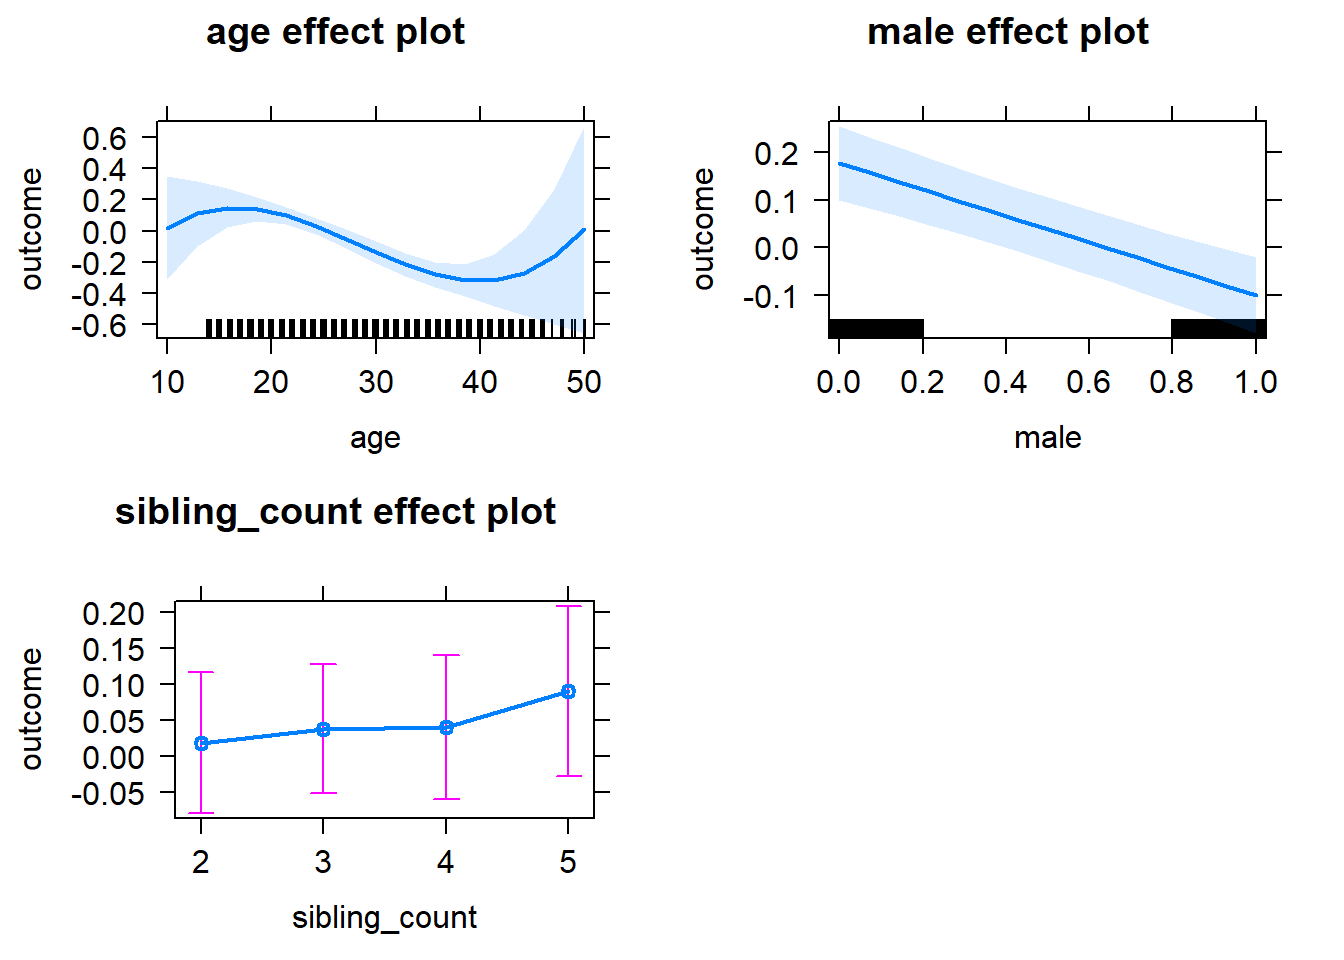 age effect plot
outcome
0.6
0.4
0.2
0.0
-0.2
-0.4
-0.6
10 20 30 40 50
age
male effect plot
outcome
0.2
0.1
0.0
-0.1
0.0 0.2 0.4 0.6 0.8 1.0
male
sibling_count effect plot
outcome
0.20
0.15
0.10
0.05
0.00
-0.05
2 3 4 5
sibling_count